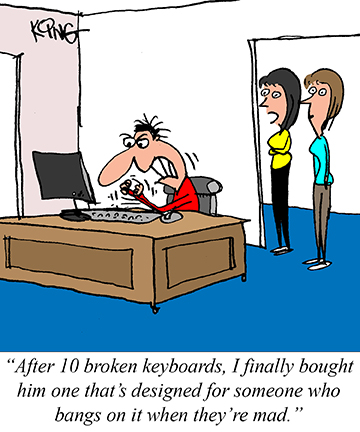 “After 10 broken keyboards, I finally bought
him one that’s designed for someone who
bangs on it when they’re mad.”